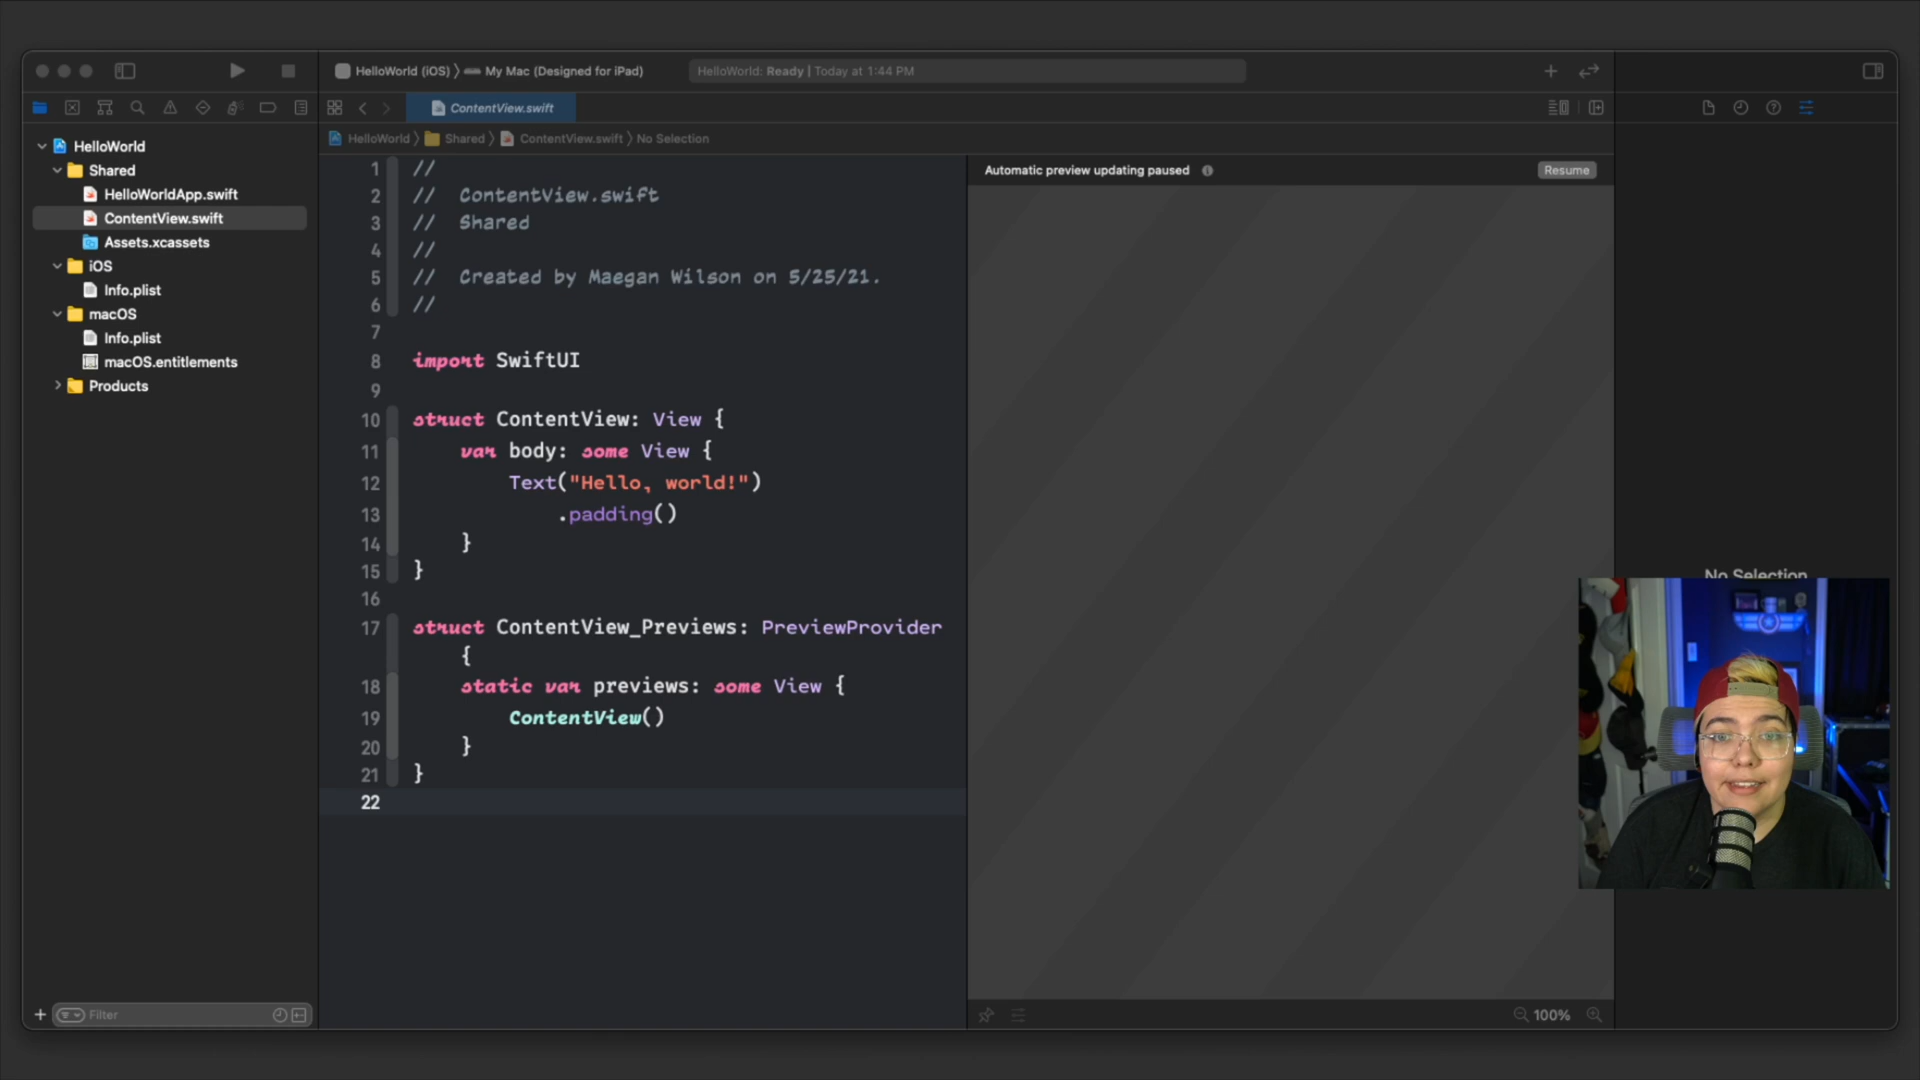 HelloWorld (iOS) 〉 My Mac (Designed for iPad)
HelloWorld: Ready | Today at 1:44 PM
ContentView.swift
HelloWorld 〉 Shared 〉 ContentView.swift 〉 No Selection
HelloWorld
Shared
HelloWorldApp.swift
ContentView.swift
Assets.xcassets
iOS
Info.plist
macOS
Info.plist
macOS.entitlements
Products
Filter
1 //
2 //  ContentView.swift
3 //  Shared
4 //
5 //  Created by Maegan Wilson on 5/25/21.
6 //
7
8 import SwiftUI
9
10 struct ContentView: View {
11     var body: some View {
12         Text("Hello, world!")
13             .padding()
14     }
15 }
16
17 struct ContentView_Previews: PreviewProvider
{
18     static var previews: some View {
19         ContentView()
20     }
21 }
22
Automatic preview updating paused
Resume
100%
No Selection